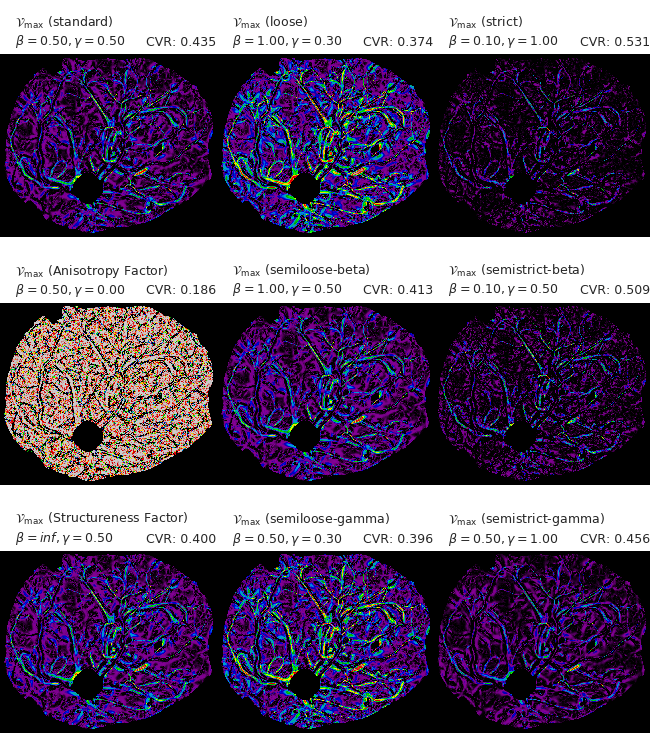 𝒱max (standard)
β = 0.50, γ = 0.50 CVR: 0.435
𝒱max (loose)
β = 1.00, γ = 0.30 CVR: 0.374
𝒱max (strict)
β = 0.10, γ = 1.00 CVR: 0.531
𝒱max (Anisotropy Factor)
β = 0.50, γ = 0.00 CVR: 0.186
𝒱max (semiloose-beta)
β = 1.00, γ = 0.50 CVR: 0.413
𝒱max (semistrict-beta)
β = 0.10, γ = 0.50 CVR: 0.509
𝒱max (Structureness Factor)
β = inf, γ = 0.50 CVR: 0.400
𝒱max (semiloose-gamma)
β = 0.50, γ = 0.30 CVR: 0.396
𝒱max (semistrict-gamma)
β = 0.50, γ = 1.00 CVR: 0.456